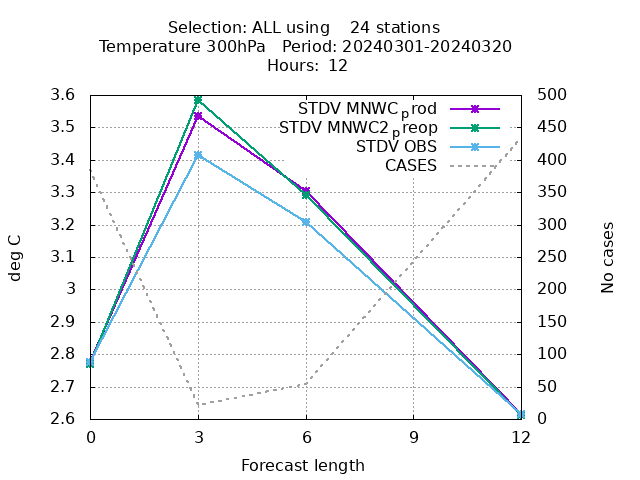 Selection: ALL using    24 stations
Temperature 300hPa   Period: 20240301-20240320
Hours:  12
3.6
3.5
3.4
3.3
3.2
3.1
3
2.9
2.8
2.7
2.6
deg C
STDV MNWCprod
STDV MNWC2preop
STDV OBS
CASES
500
450
400
350
300
250
200
150
100
50
0
No cases
0 3 6 9 12
Forecast length